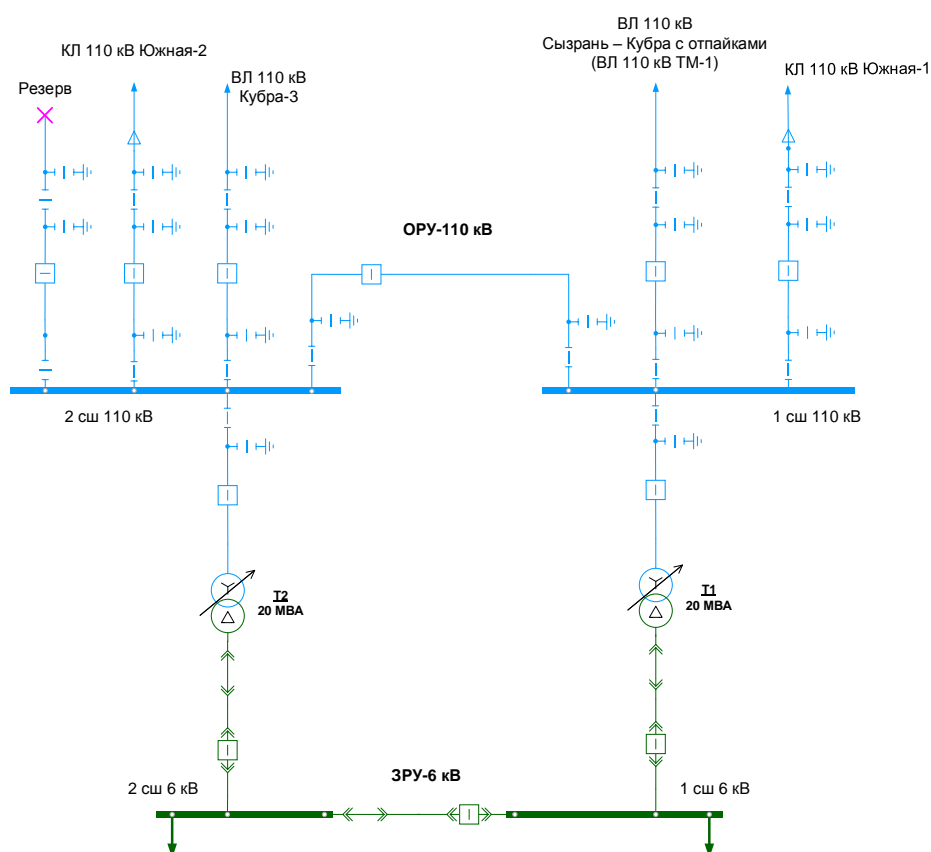 ВЛ 110 кВ
Сызрань – Кубра с отпайками
(ВЛ 110 кВ ТМ-1)
КЛ 110 кВ Южная-2
КЛ 110 кВ Южная-1
ВЛ 110 кВ
Кубра-3
Резерв
ОРУ-110 кВ
2 сш 110 кВ
1 сш 110 кВ
Т2
20 МВА
Т1
20 МВА
ЗРУ-6 кВ
2 сш 6 кВ
1 сш 6 кВ